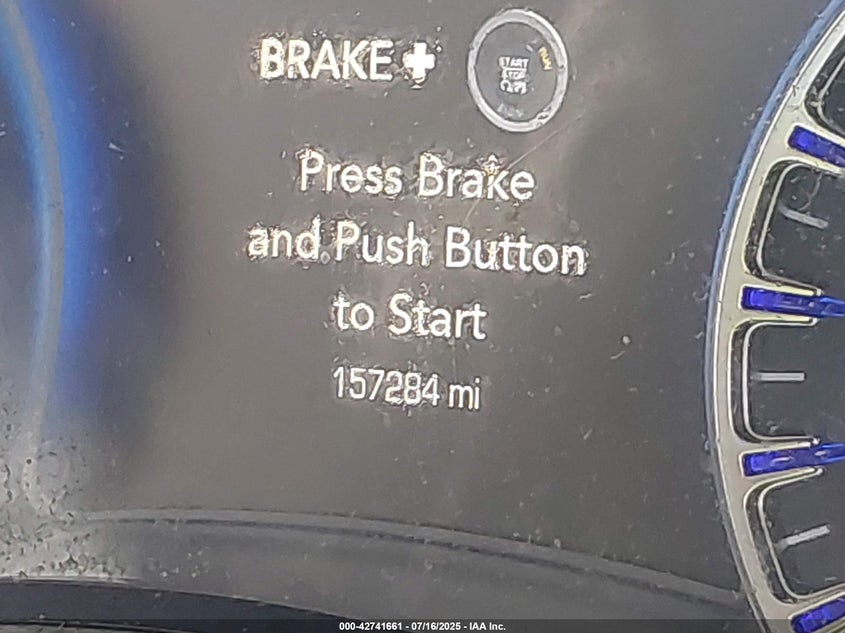 BRAKE+
RUN
START
STOP
Press Brake
and Push Button
to Start
157284 mi
000-42741661 - 07/16/2025 - IAA Inc.